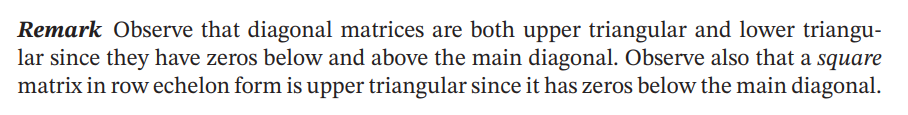 Remark Observe that diagonal matrices are both upper triangular and lower triangu-
lar since they have zeros below and above the main diagonal. Observe also that a square
matrix in row echelon form is upper triangular since it has zeros below the main diagonal.